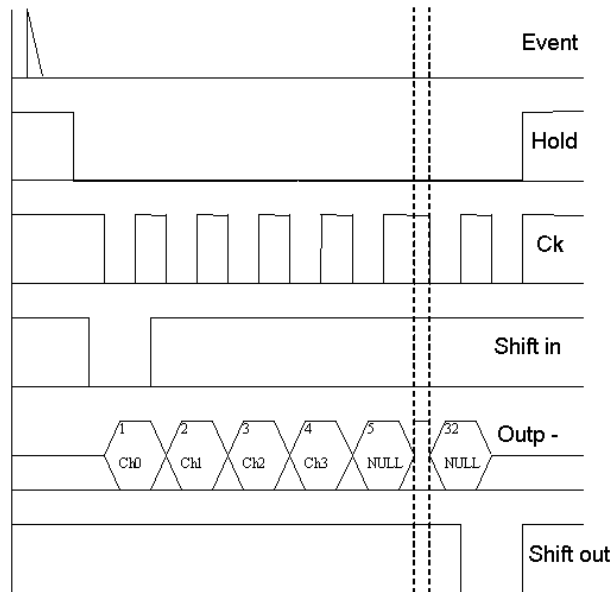 Event
Hold
Ck
Shift in
1 2 3 4 5 32 Outp -
Ch0 Ch1 Ch2 Ch3 NULL NULL
Shift out